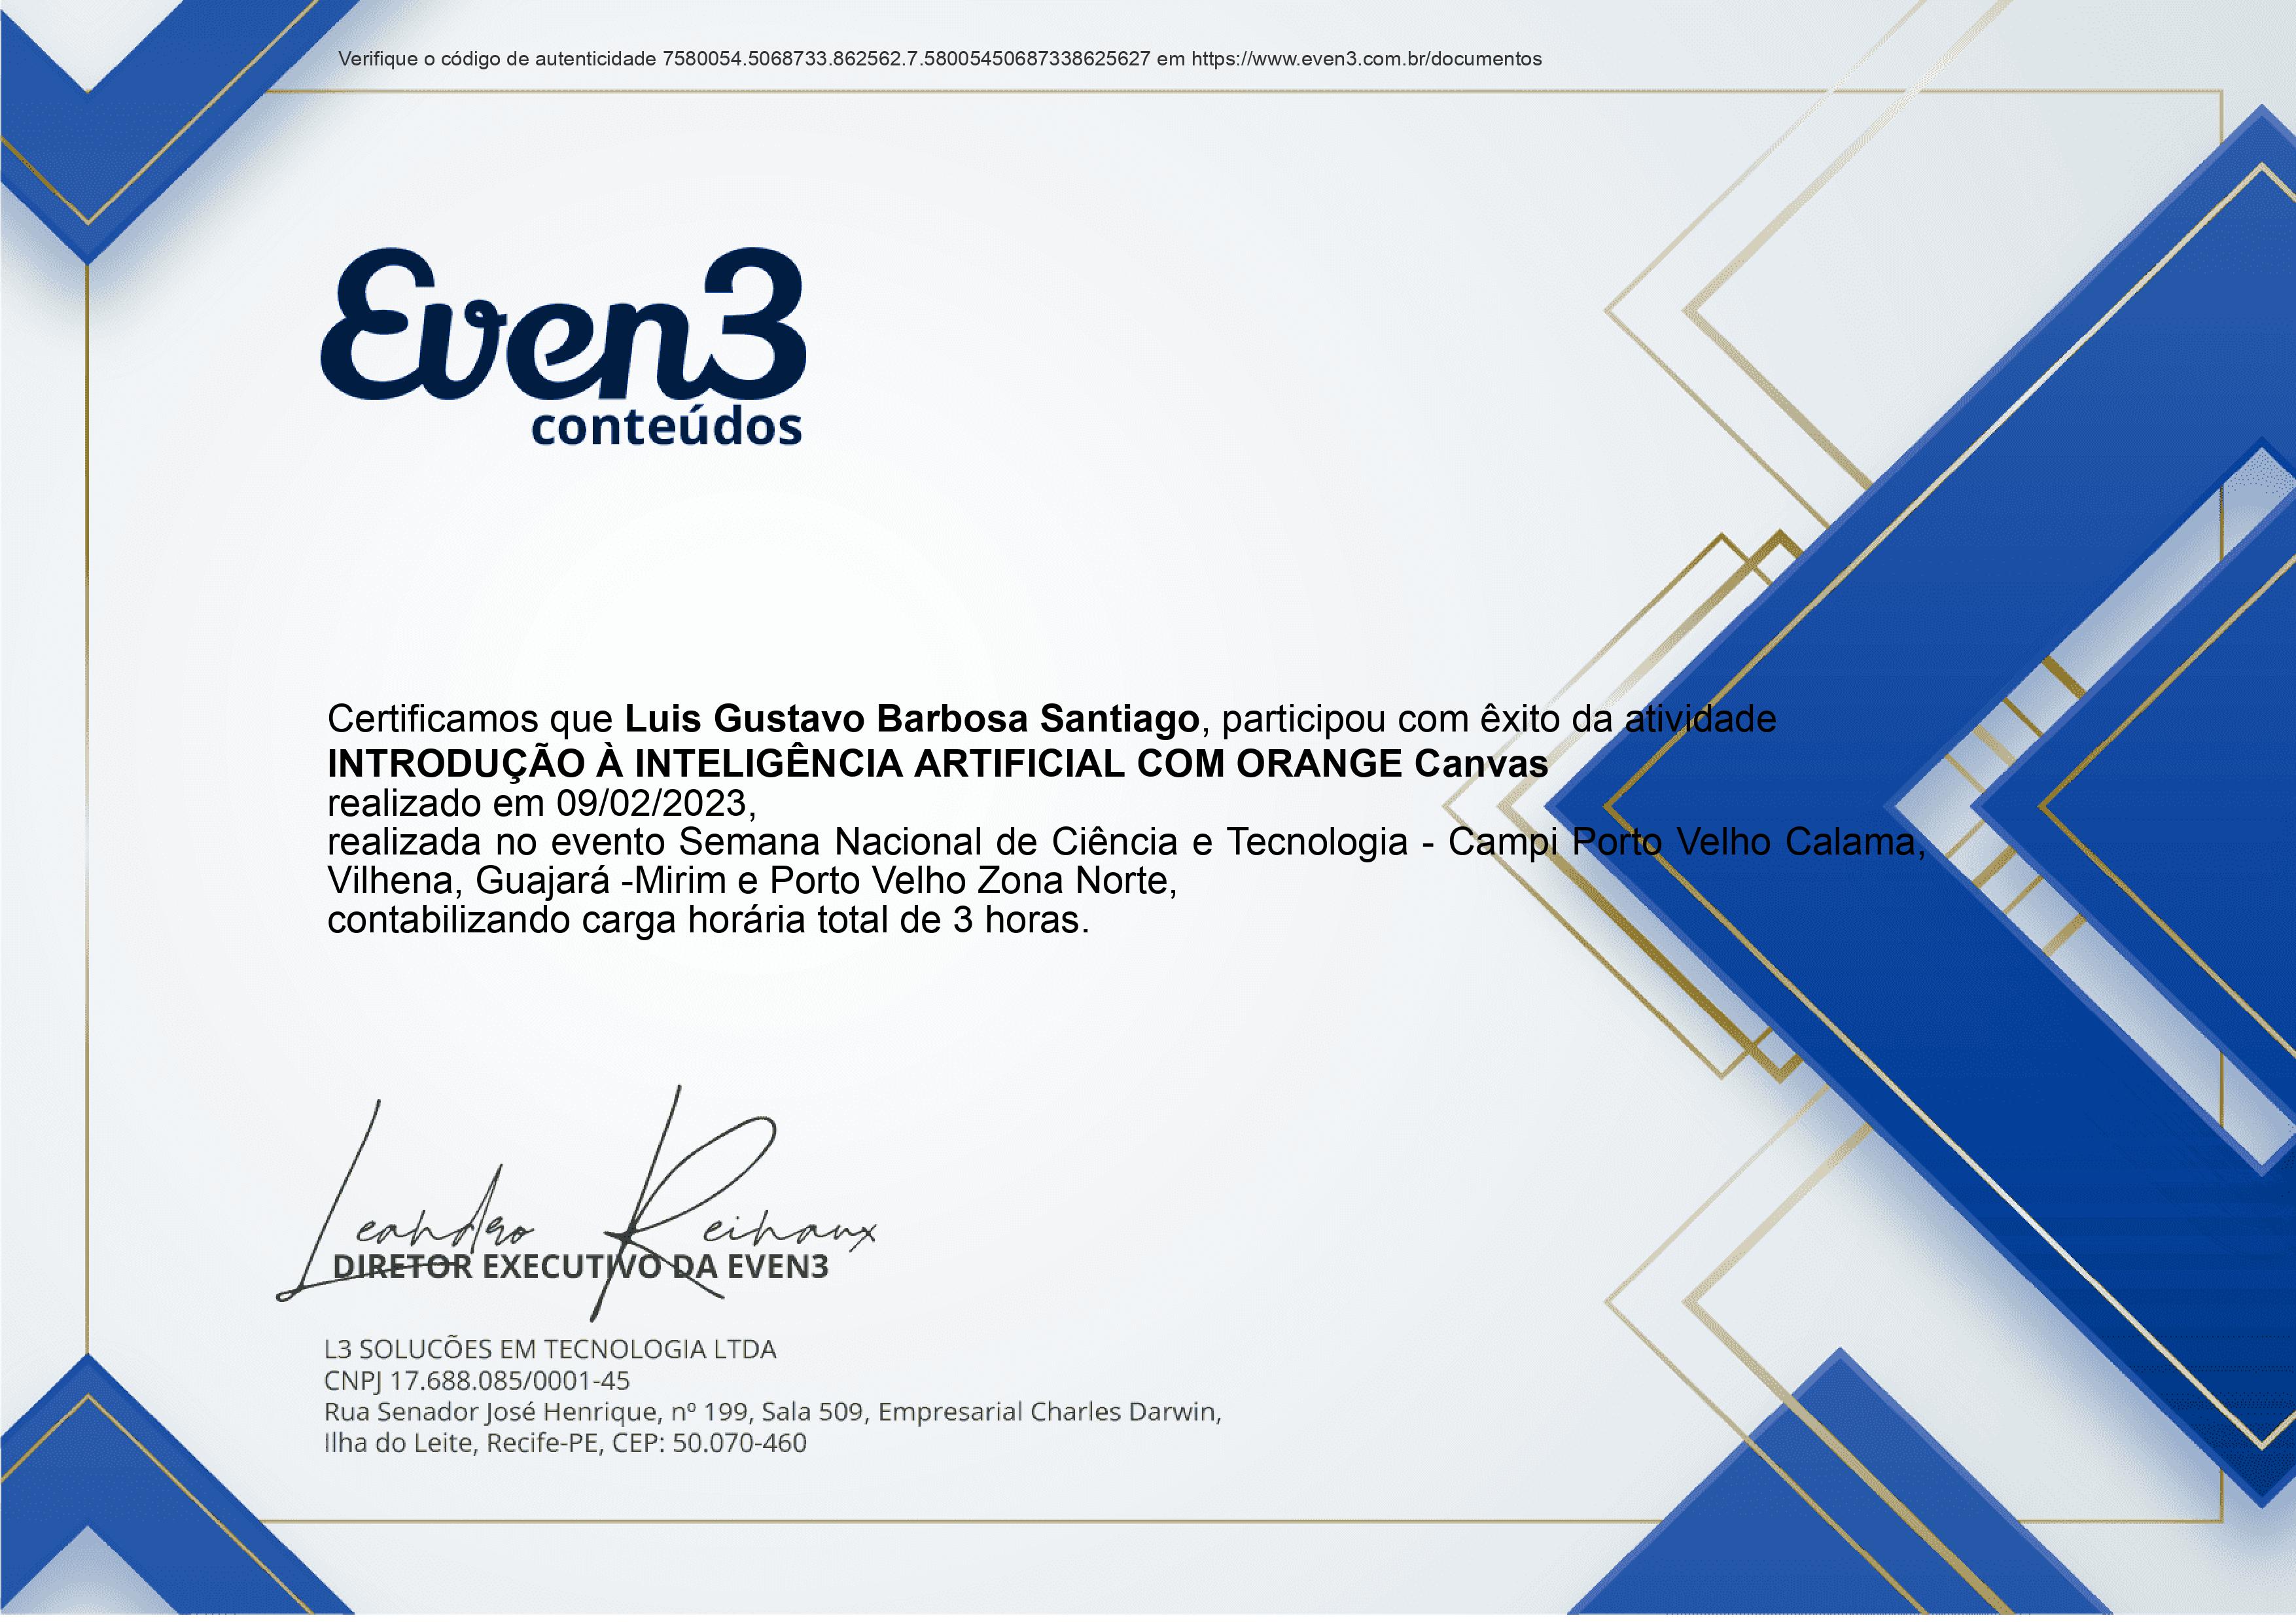 Verifique o código de autenticidade 7580054.5068733.862562.7.58005450687338625627 em https://www.even3.com.br/documentos
Even3
conteúdos
Certificamos que Luis Gustavo Barbosa Santiago, participou com êxito da atividade
INTRODUÇÃO À INTELIGÊNCIA ARTIFICIAL COM ORANGE Canvas
realizado em 09/02/2023,
realizada no evento Semana Nacional de Ciência e Tecnologia - Campi Porto Velho Calama,
Vilhena, Guajará -Mirim e Porto Velho Zona Norte,
contabilizando carga horária total de 3 horas.
Leandro Reinaux
DIRETOR EXECUTIVO DA EVEN3
L3 SOLUCÕES EM TECNOLOGIA LTDA
CNPJ 17.688.085/0001-45
Rua Senador José Henrique, nº 199, Sala 509, Empresarial Charles Darwin,
Ilha do Leite, Recife-PE, CEP: 50.070-460